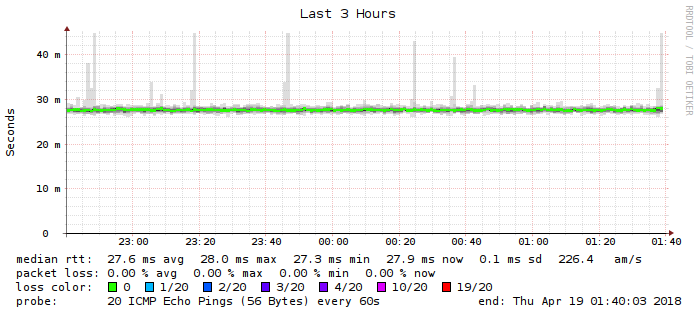 Last 3 Hours
RRDTOOL / TOBI OETIKER
Seconds
40 m
30 m
20 m
10 m
0
23:00 23:20 23:40 00:00 00:20 00:40 01:00 01:20 01:40
median rtt: 27.6 ms avg 28.0 ms max 27.3 ms min 27.9 ms now 0.1 ms sd 226.4 am/s
packet loss: 0.00 % avg 0.00 % max 0.00 % min 0.00 % now
loss color: 0 1/20 2/20 3/20 4/20 10/20 19/20
probe: 20 ICMP Echo Pings (56 Bytes) every 60s end: Thu Apr 19 01:40:03 2018